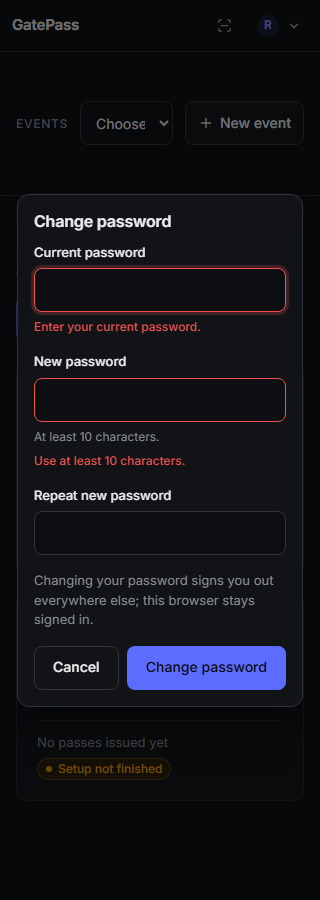 GatePass
R
EVENTS
Choose
New event
Change password
Current password
Enter your current password.
New password
At least 10 characters.
Use at least 10 characters.
Repeat new password
Changing your password signs you out
everywhere else; this browser stays
signed in.
Cancel
Change password
No passes issued yet
Setup not finished